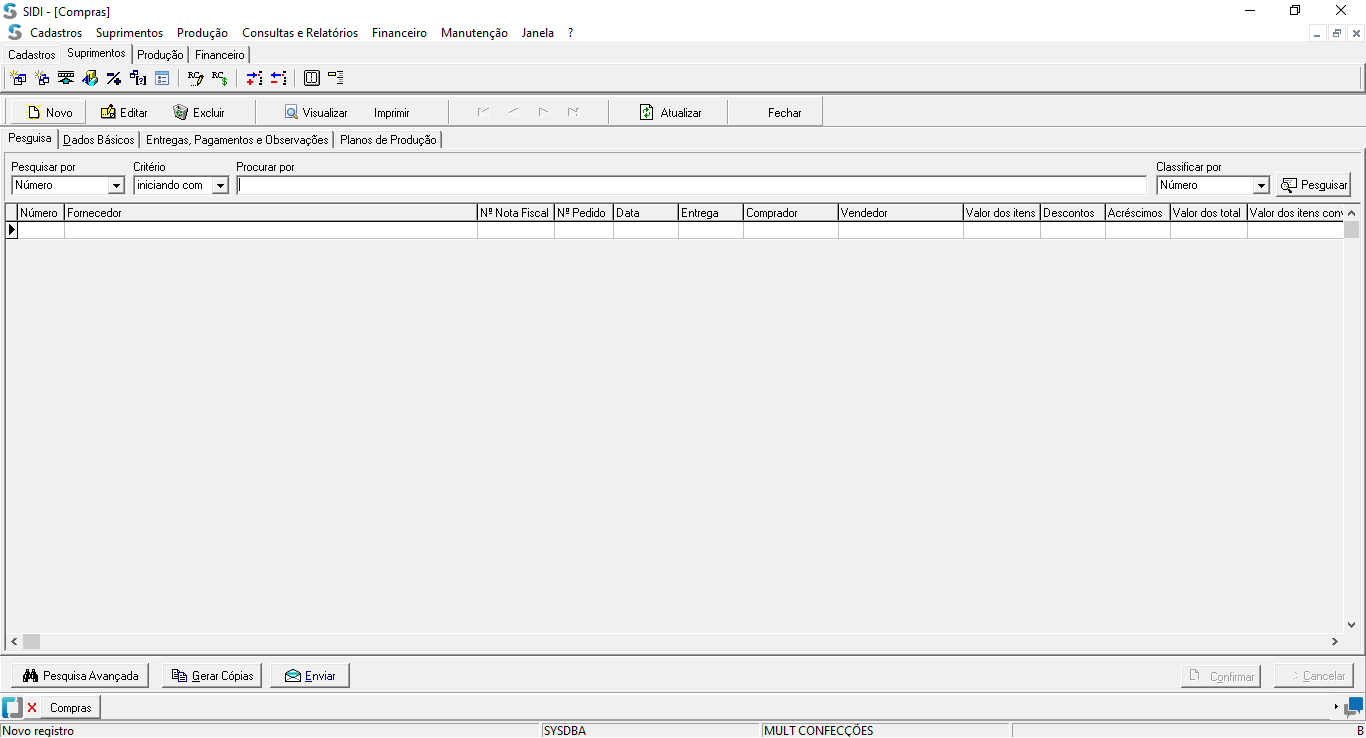 SIDI - [Compras]
Cadastros Suprimentos Produção Consultas e Relatórios Financeiro Manutenção Janela ?
Cadastros Suprimentos Produção Financeiro
Novo Editar Excluir Visualizar Imprimir Atualizar Fechar
Pesquisa Dados Básicos Entregas, Pagamentos e Observações Planos de Produção
Pesquisar por Critério Procurar por Classificar por
Número iniciando com Número Pesquisar
Número Fornecedor Nº Nota Fiscal Nº Pedido Data Entrega Comprador Vendedor Valor dos itens Descontos Acréscimos Valor dos total Valor dos itens conv
Pesquisa Avançada Gerar Cópias Enviar Confirmar Cancelar
Compras
Novo registro SYSDBA MULT CONFECÇÕES B